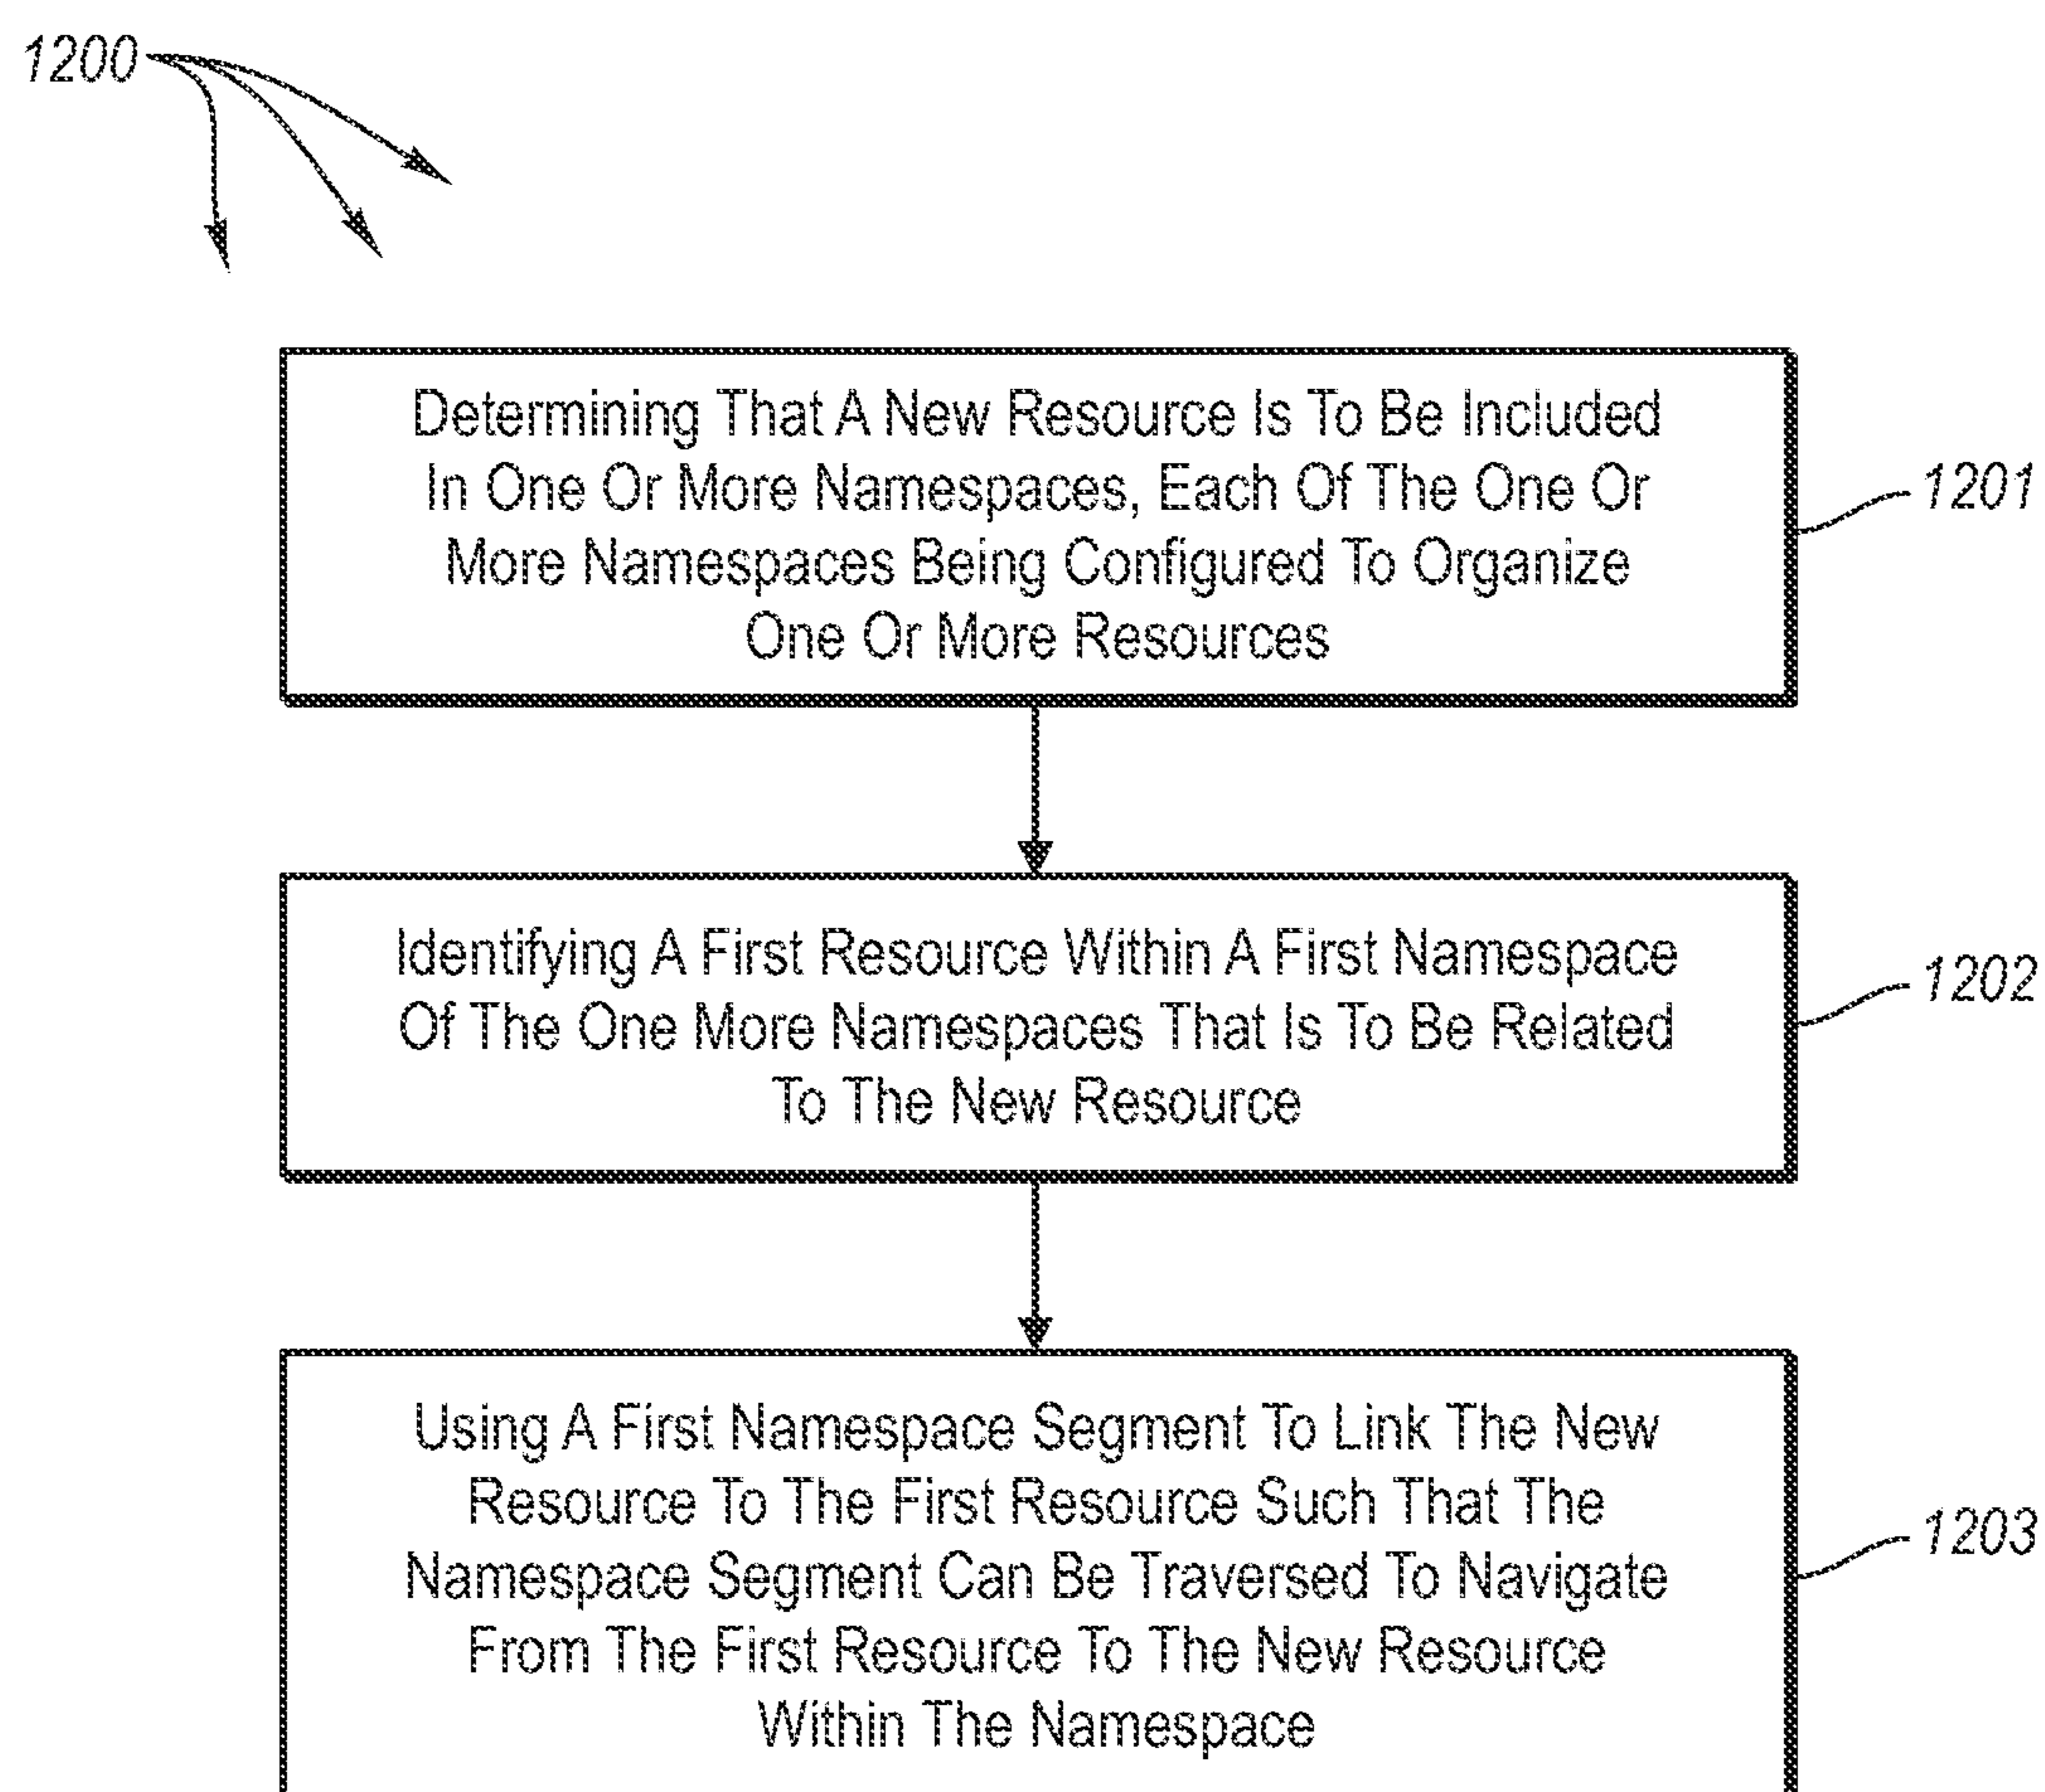 1200
Determining That A New Resource Is To Be Included
In One Or More Namespaces, Each Of The One Or
More Namespaces Being Configured To Organize
One Or More Resources
1201
Identifying A First Resource Within A First Namespace
Of The One More Namespaces That Is To Be Related
To The New Resource
1202
Using A First Namespace Segment To Link The New
Resource To The First Resource Such That The
Namespace Segment Can Be Traversed To Navigate
From The First Resource To The New Resource
Within The Namespace
1203